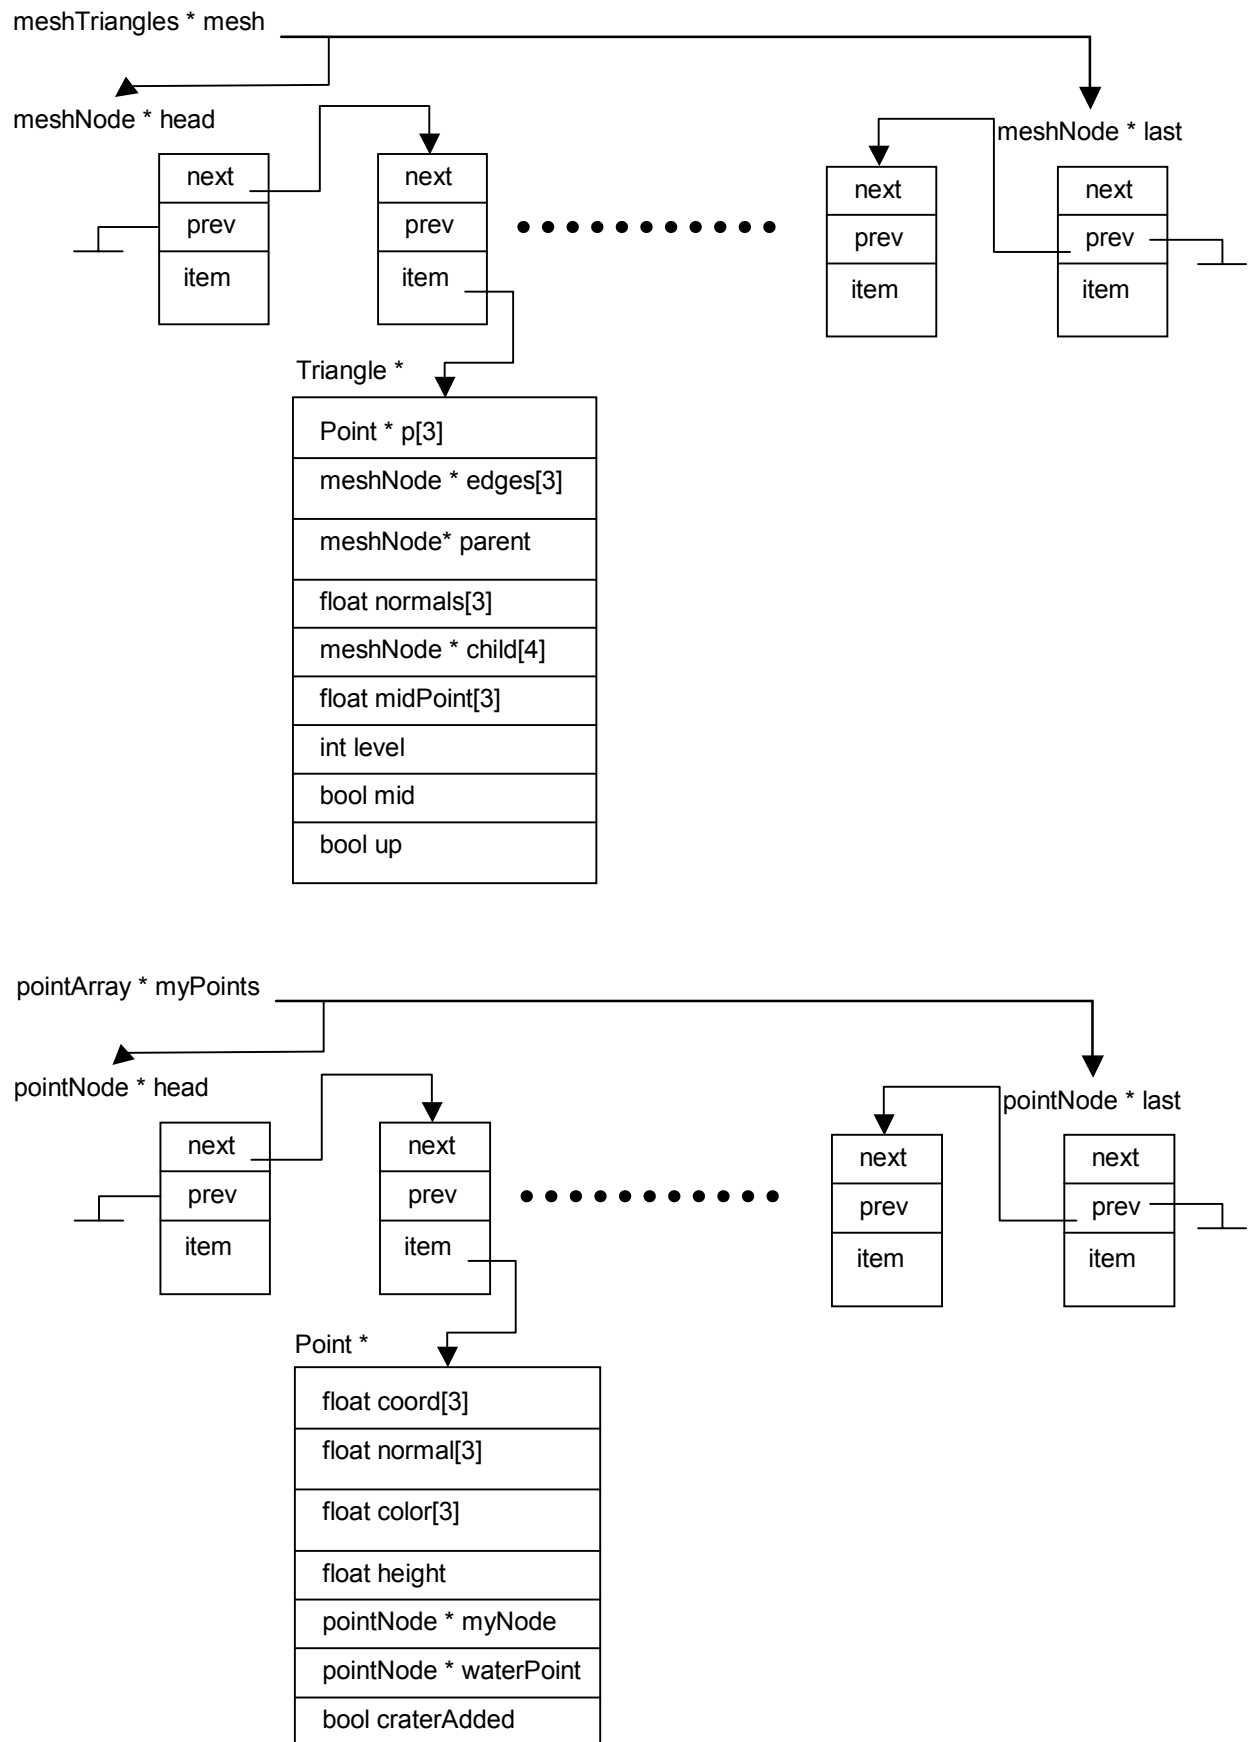 meshTriangles * mesh
meshNode * head
meshNode * last
next
prev
item
next
prev
item
next
prev
item
next
prev
item
Triangle *
Point * p[3]
meshNode * edges[3]
meshNode* parent
float normals[3]
meshNode * child[4]
float midPoint[3]
int level
bool mid
bool up
pointArray * myPoints
pointNode * head
pointNode * last
next
prev
item
next
prev
item
next
prev
item
next
prev
item
Point *
float coord[3]
float normal[3]
float color[3]
float height
pointNode * myNode
pointNode * waterPoint
bool craterAdded